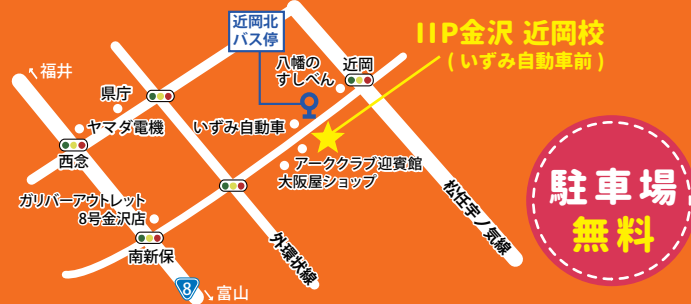 近岡北
バス停
IIP金沢 近岡校
( いずみ自動車前 )
八幡の
すしべん
近岡
↖福井
県庁
ヤマダ電機
いずみ自動車
西念
アーククラブ迎賓館
大阪屋ショップ
ガリバーアウトレット
8号金沢店
南新保
外環状線
松任宇ノ気線
駐車場
無料
8
↘富山